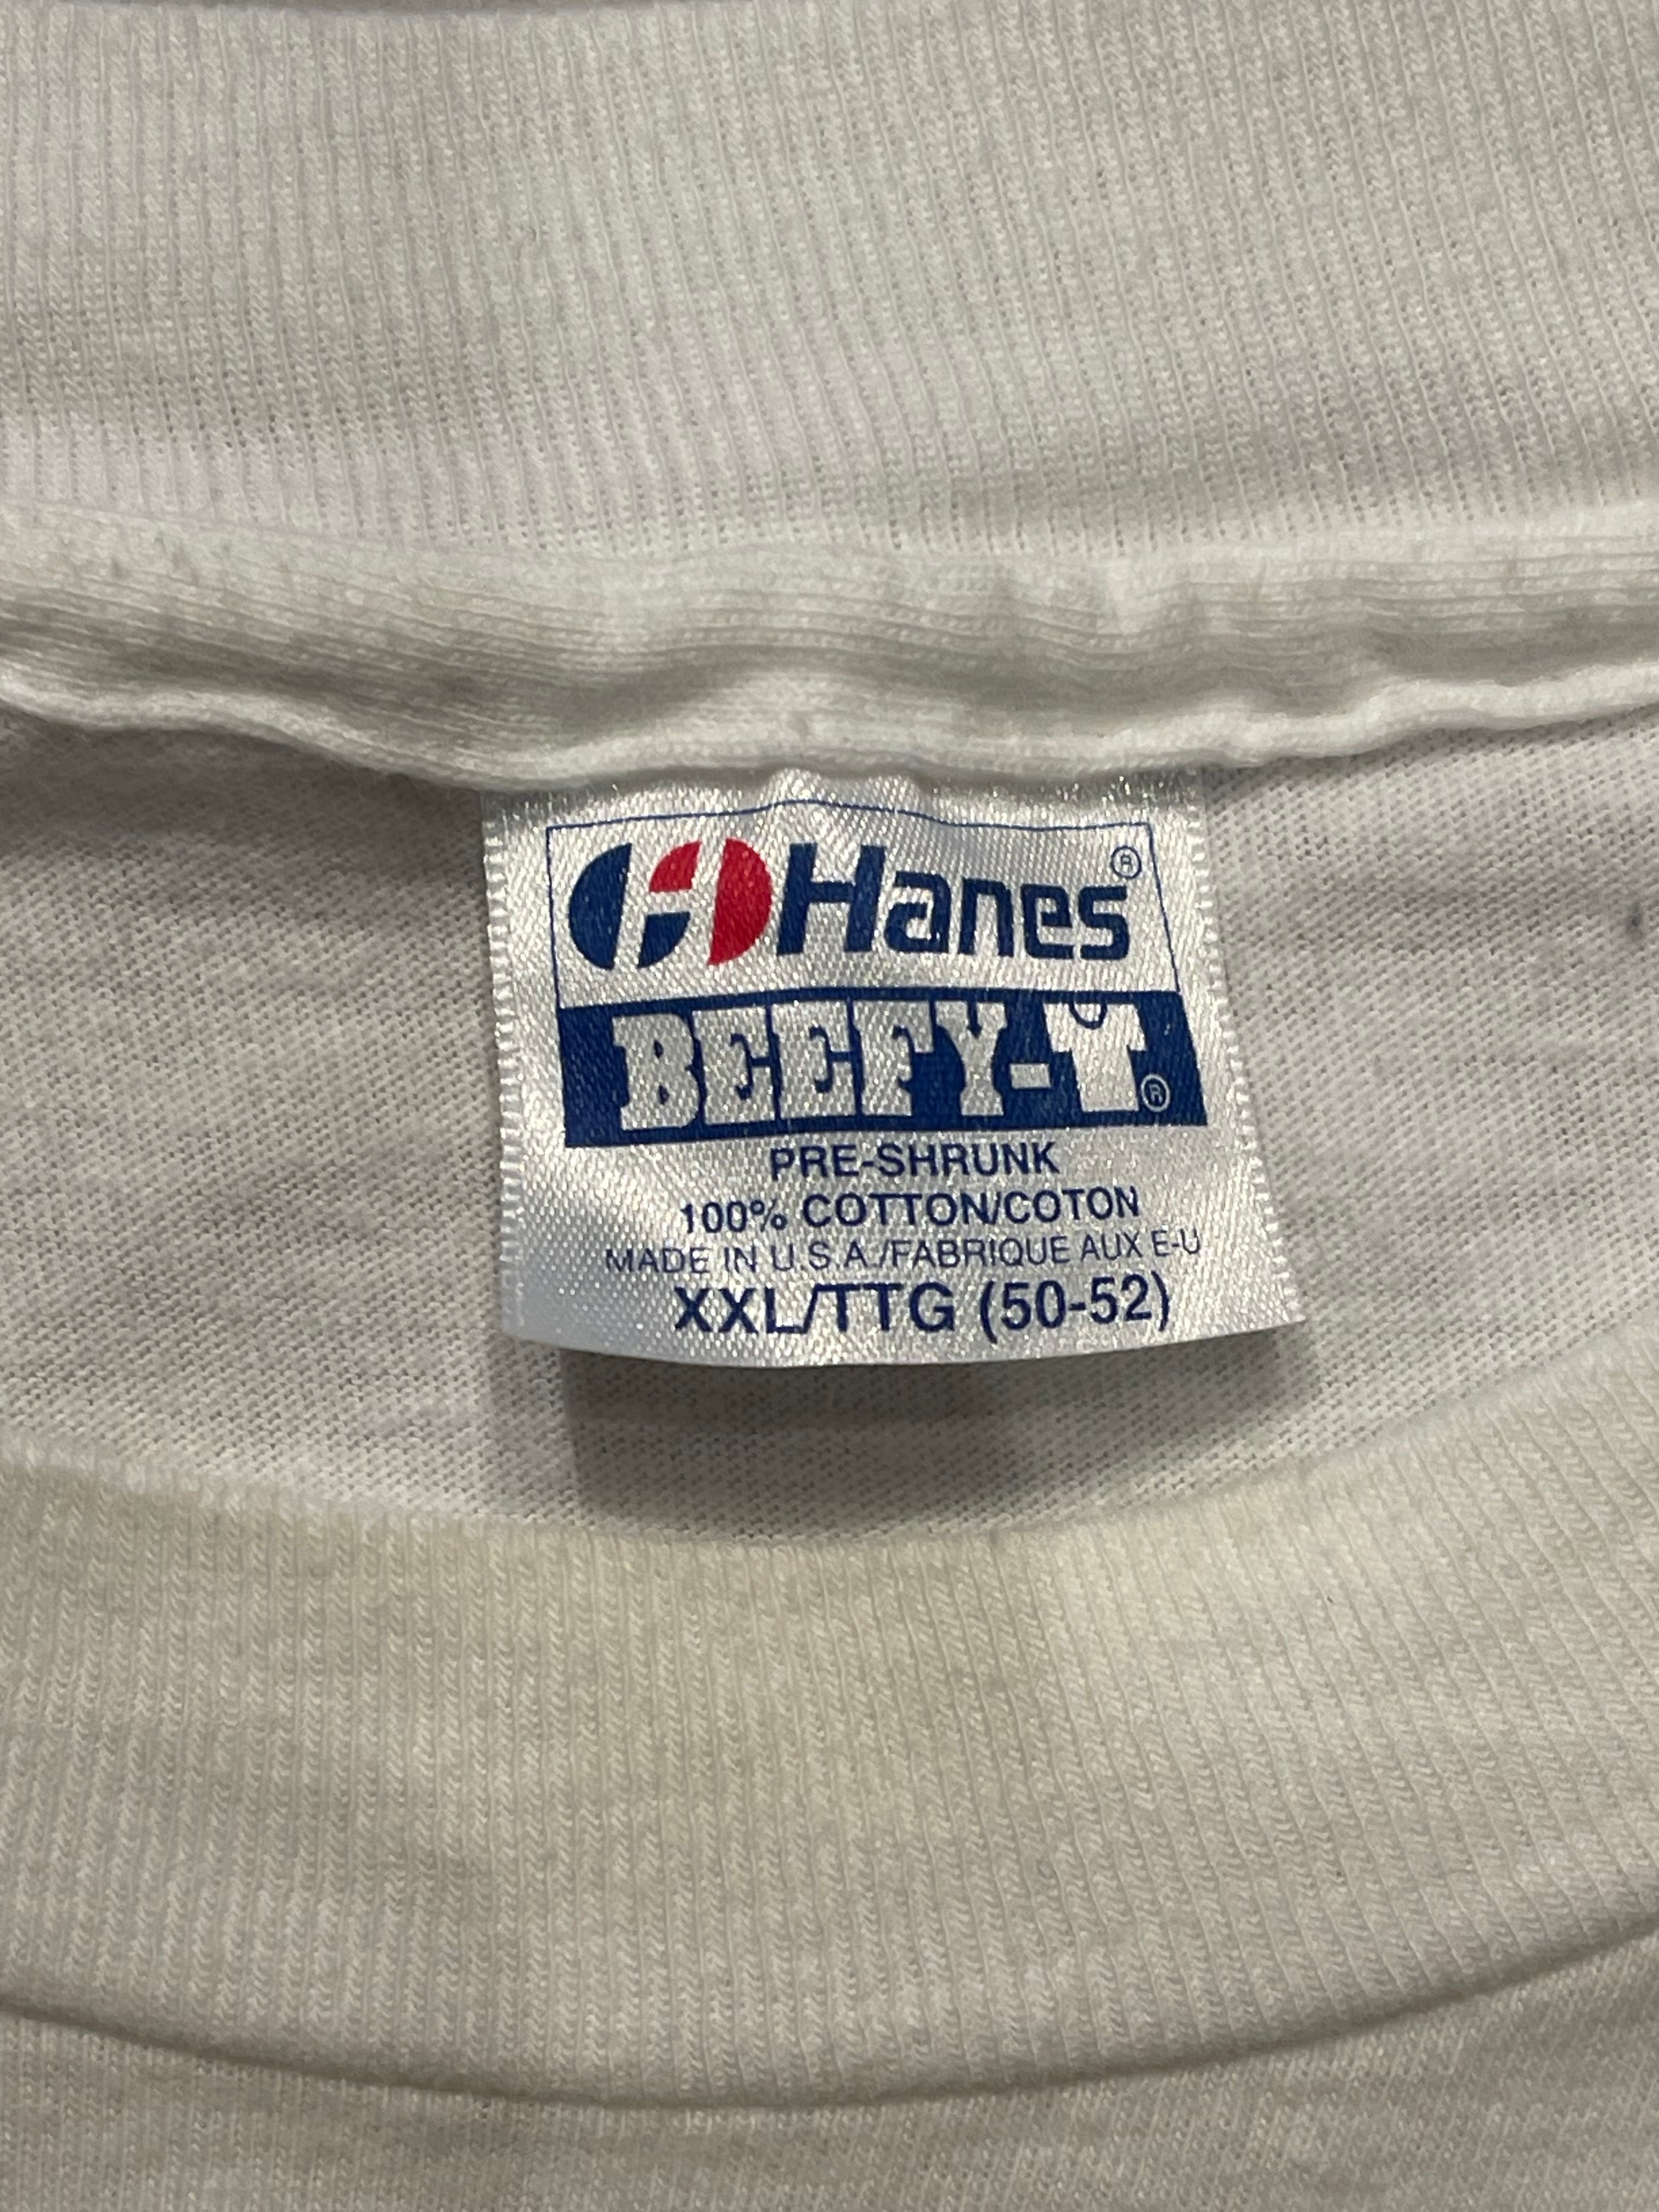 Hanes®
BEEFY-T®
PRE-SHRUNK
100% COTTON/COTON
MADE IN U.S.A./FABRIQUE AUX E-U
XXL/TTG (50-52)